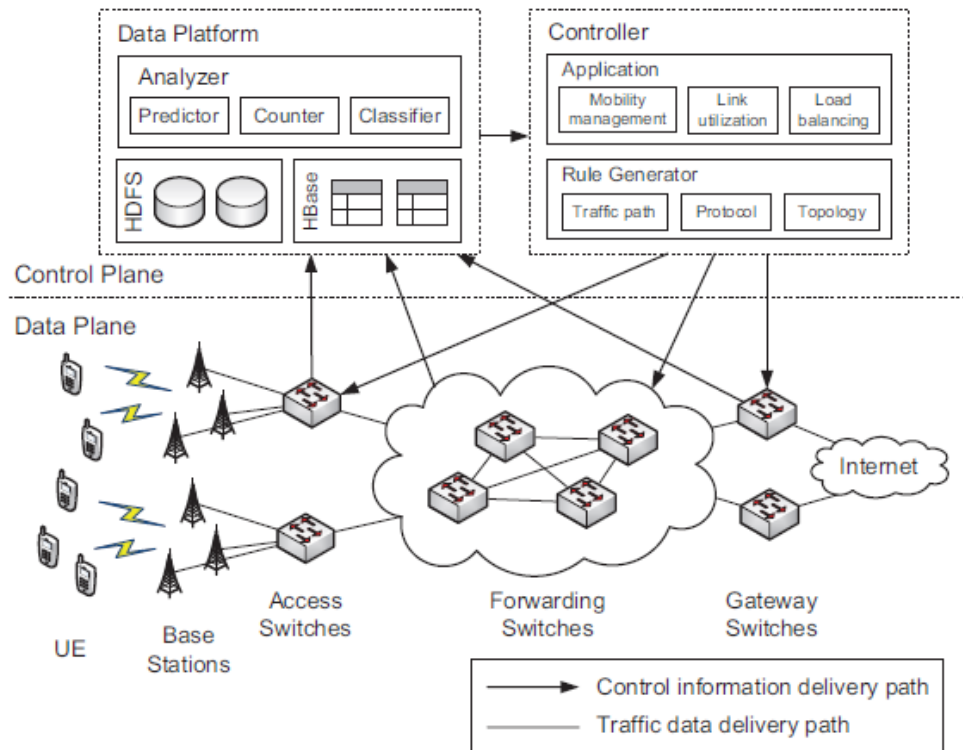 Data Platform
Analyzer
Predictor
Counter
Classifier
HDFS
HBase
Controller
Application
Mobility
management
Link
utilization
Load
balancing
Rule Generator
Traffic path
Protocol
Topology
Control Plane
Data Plane
Internet
UE
Base
Stations
Access
Switches
Forwarding
Switches
Gateway
Switches
Control information delivery path
Traffic data delivery path